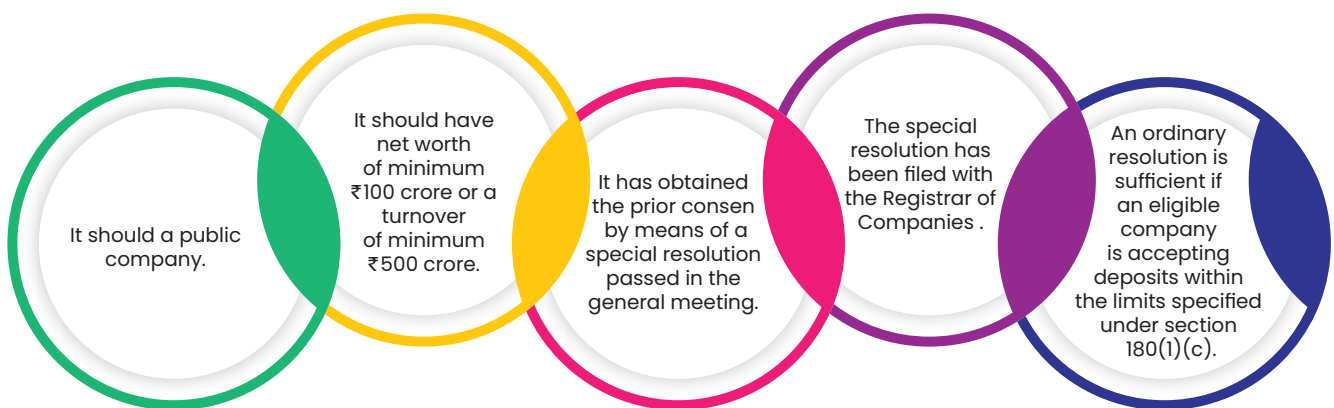 It should a public
company.
It should have
net worth
of minimum
₹100 crore or a
turnover
of minimum
₹500 crore.
It has obtained
the prior consen
by means of a
special resolution
passed in the
general meeting.
The special
resolution has
been filed with
the Registrar of
Companies .
An ordinary
resolution is
sufficient if
an eligible
company
is accepting
deposits within
the limits specified
under section
180(1)(c).